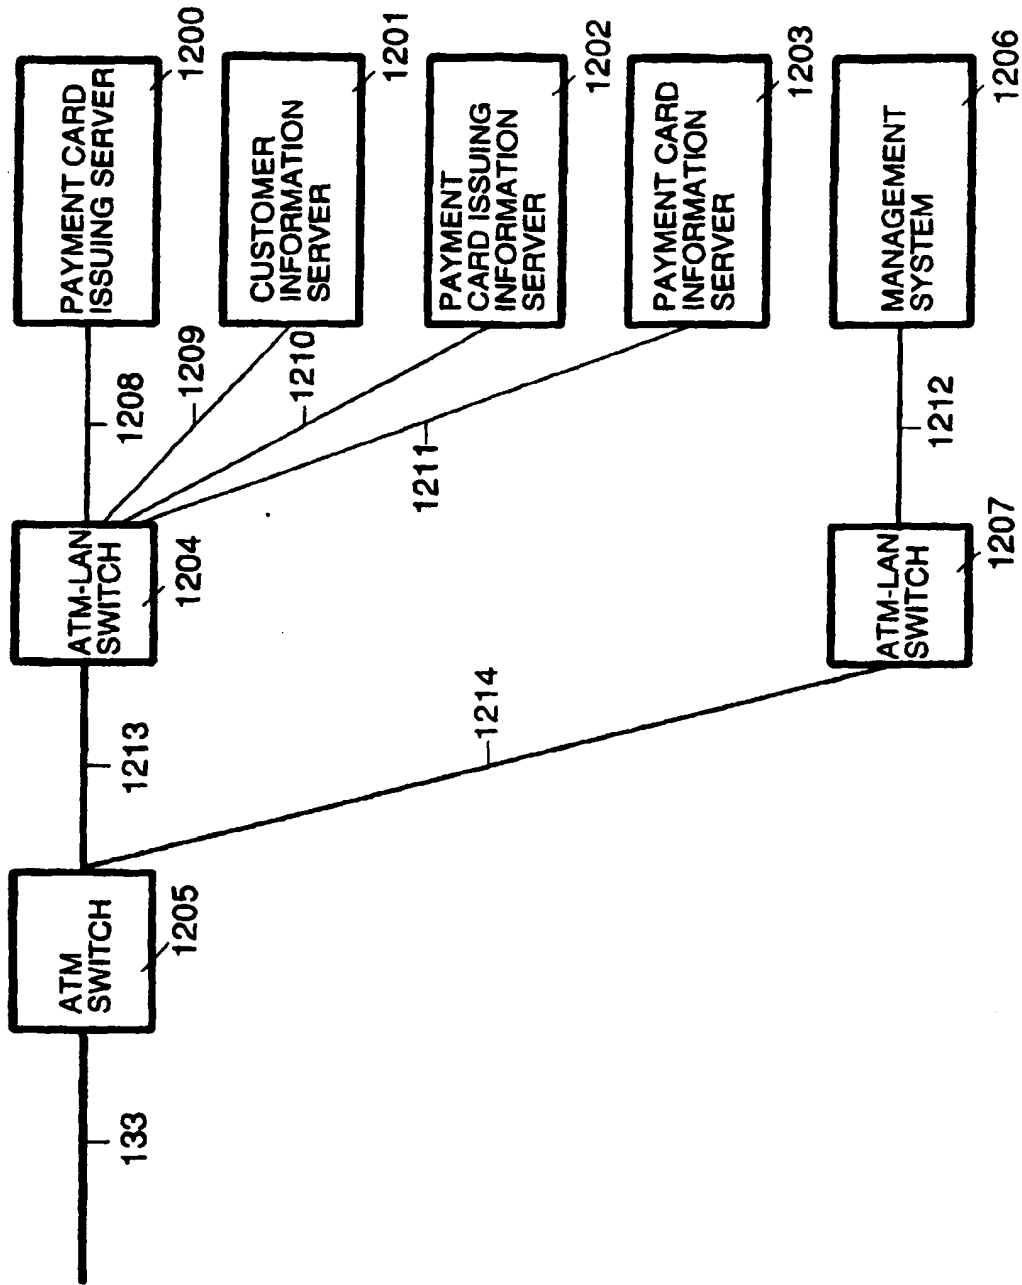 PAYMENT CARD
ISSUING SERVER
1200
CUSTOMER
INFORMATION
SERVER
1201
PAYMENT
CARD ISSUING
INFORMATION
SERVER
1202
PAYMENT CARD
INFORMATION
SERVER
1203
MANAGEMENT
SYSTEM
1206
1208
1209
1210
1211
1212
ATM-LAN
SWITCH
1204
ATM-LAN
SWITCH
1207
1213
1214
ATM
SWITCH
1205
133